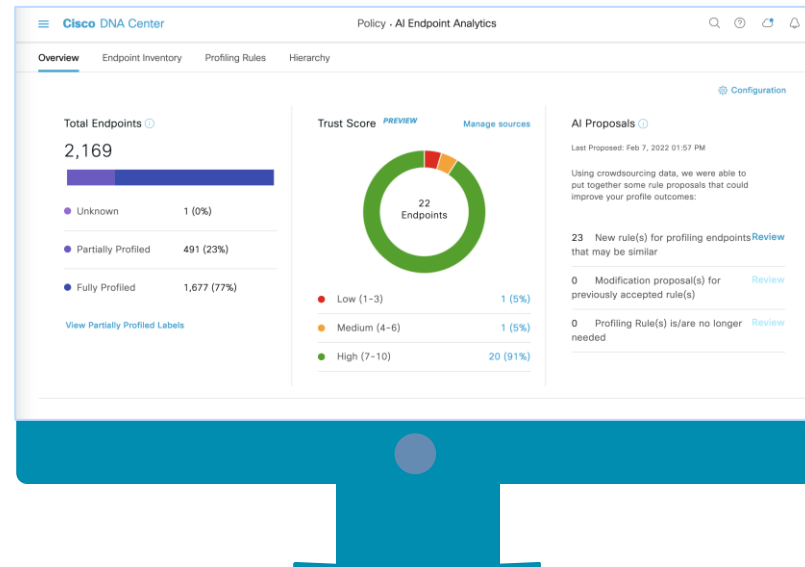 Cisco DNA Center
Policy · AI Endpoint Analytics
Overview Endpoint Inventory Profiling Rules Hierarchy
Configuration
Total Endpoints
2,169
Unknown 1 (0%)
Partially Profiled 491 (23%)
Fully Profiled 1,677 (77%)
View Partially Profiled Labels
Trust Score PREVIEW Manage sources
22
Endpoints
Low (1-3) 1 (5%)
Medium (4-6) 1 (5%)
High (7-10) 20 (91%)
AI Proposals
Last Proposed: Feb 7, 2022 01:57 PM
Using crowdsourcing data, we were able to
put together some rule proposals that could
improve your profile outcomes:
23 New rule(s) for profiling endpoints Review
that may be similar
0 Modification proposal(s) for Review
previously accepted rule(s)
0 Profiling Rule(s) is/are no longer Review
needed